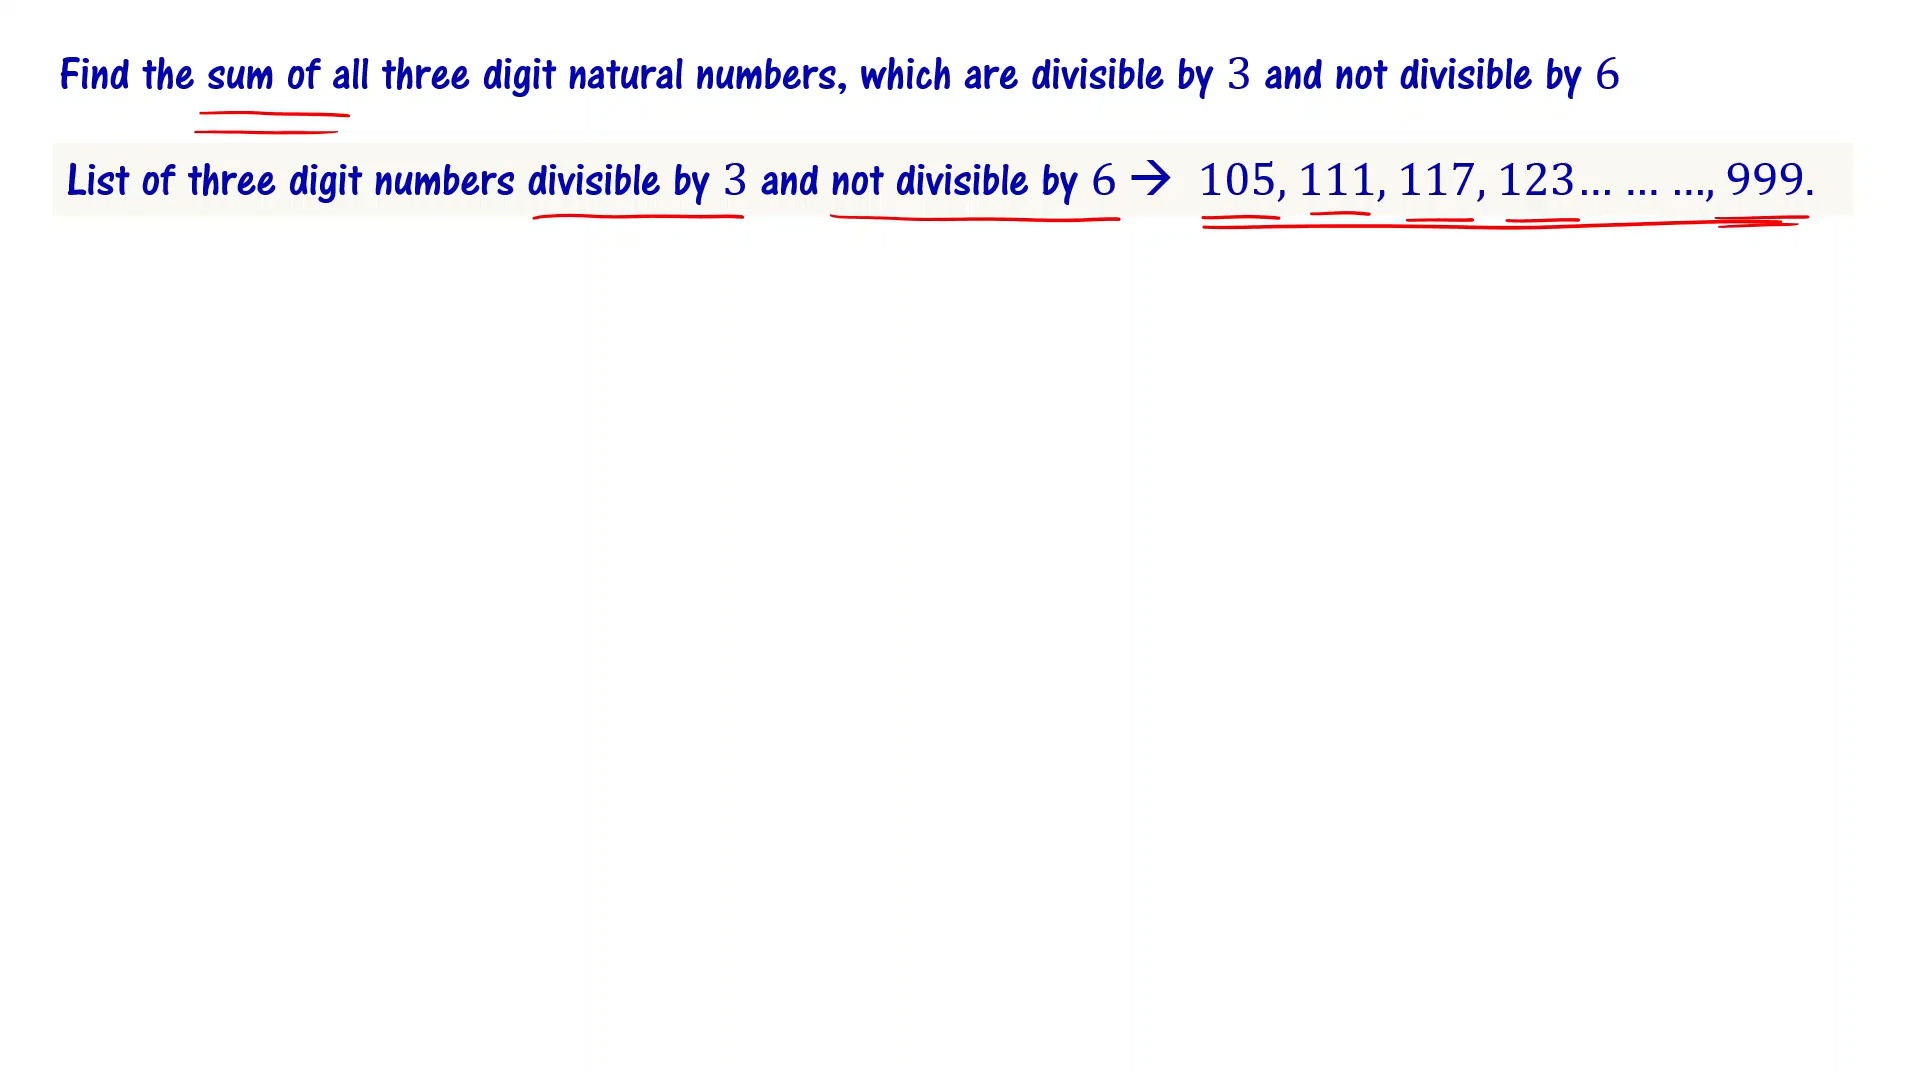 Find the sum of all three digit natural numbers, which are divisible by 3 and not divisible by 6
List of three digit numbers divisible by 3 and not divisible by 6 → 105, 111, 117, 123… … …, 999.